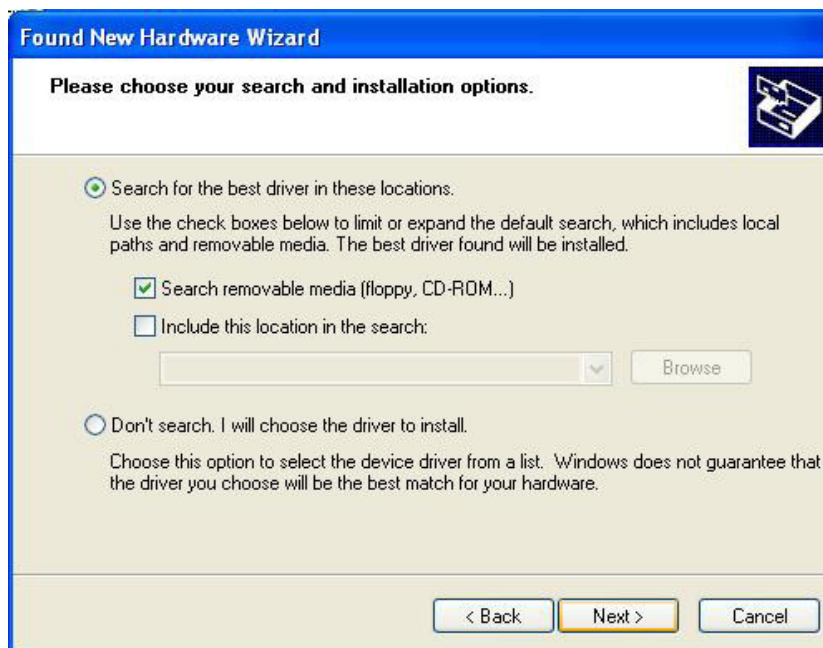 Found New Hardware Wizard
Please choose your search and installation options.
Search for the best driver in these locations.
Use the check boxes below to limit or expand the default search, which includes local
paths and removable media. The best driver found will be installed.
Search removable media (floppy, CD-ROM...)
Include this location in the search:
Browse
Don't search. I will choose the driver to install.
Choose this option to select the device driver from a list.  Windows does not guarantee that
the driver you choose will be the best match for your hardware.
< Back Next > Cancel